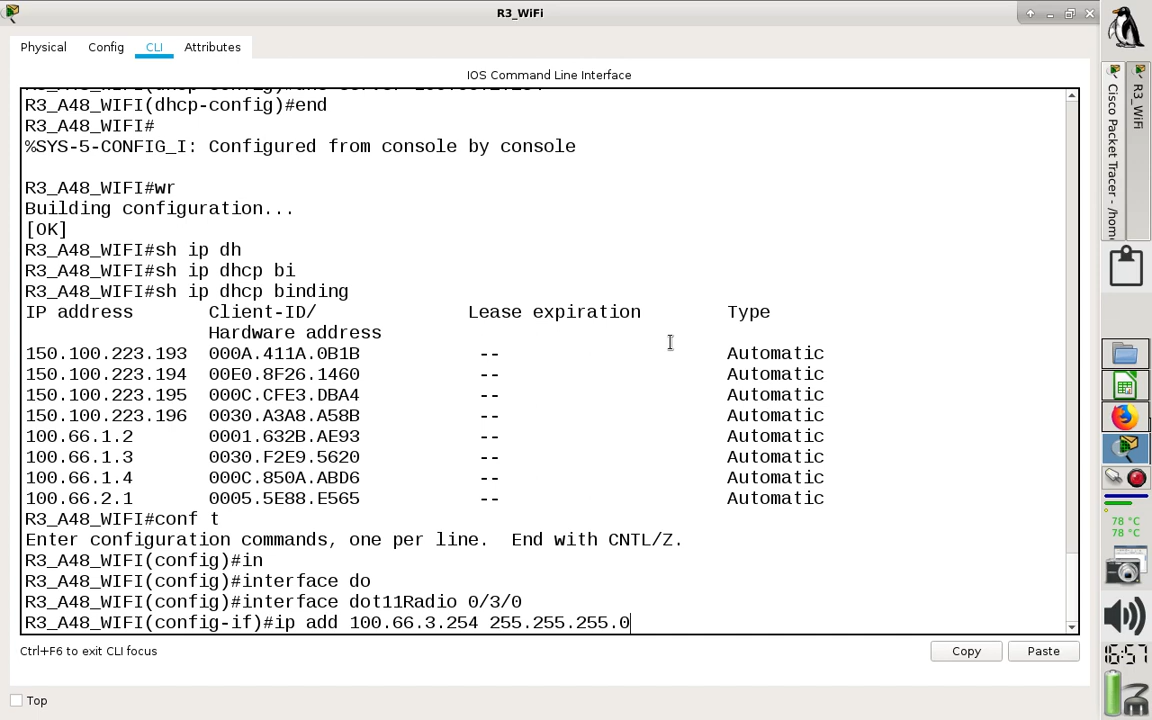 R3_WiFi
Physical Config CLI Attributes
IOS Command Line Interface
R3_A48_WIFI(dhcp-config)#end
R3_A48_WIFI#
%SYS-5-CONFIG_I: Configured from console by console
R3_A48_WIFI#wr
Building configuration...
[OK]
R3_A48_WIFI#sh ip dh
R3_A48_WIFI#sh ip dhcp bi
R3_A48_WIFI#sh ip dhcp binding
IP address Client-ID/ Lease expiration Type
Hardware address
150.100.223.193 000A.411A.0B1B -- Automatic
150.100.223.194 00E0.8F26.1460 -- Automatic
150.100.223.195 000C.CFE3.DBA4 -- Automatic
150.100.223.196 0030.A3A8.A58B -- Automatic
100.66.1.2 0001.632B.AE93 -- Automatic
100.66.1.3 0030.F2E9.5620 -- Automatic
100.66.1.4 000C.850A.ABD6 -- Automatic
100.66.2.1 0005.5E88.E565 -- Automatic
R3_A48_WIFI#conf t
Enter configuration commands, one per line. End with CNTL/Z.
R3_A48_WIFI(config)#in
R3_A48_WIFI(config)#interface do
R3_A48_WIFI(config)#interface dot11Radio 0/3/0
R3_A48_WIFI(config-if)#ip add 100.66.3.254 255.255.255.0
Ctrl+F6 to exit CLI focus
Copy Paste
Top
Cisco Packet Tracer - /hom
R3_WiFi
78 °C
78 °C
16:57